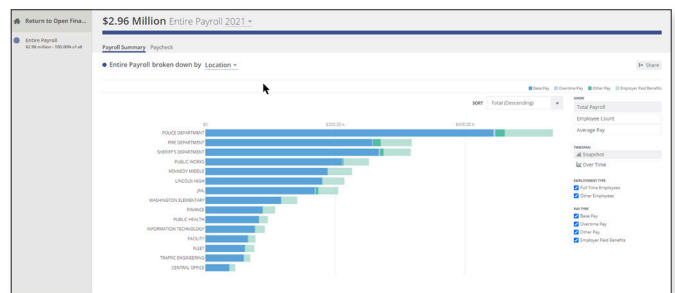 Return to Open Fina...
$2.96 Million Entire Payroll 2021
Entire Payroll
$2.96 million - 100.00% of all
Payroll Summary Paycheck
Entire Payroll broken down by Location
Share
Base Pay Overtime Pay Other Pay Employer Paid Benefits
SORT Total (Descending)
SHOW
Total Payroll
Employee Count
Average Pay
TIMESPAN
Snapshot
Over Time
EMPLOYMENT TYPE
Full Time Employees
Other Employees
PAY TYPE
Base Pay
Overtime Pay
Other Pay
Employer Paid Benefits
$0 $200.00 k $400.00 k
POLICE DEPARTMENT
FIRE DEPARTMENT
SHERIFF'S DEPARTMENT
PUBLIC WORKS
KENNEDY MIDDLE
LINCOLN HIGH
JAIL
WASHINGTON ELEMENTARY
FINANCE
PUBLIC HEALTH
INFORMATION TECHNOLOGY
FACILITY
FLEET
TRAFFIC ENGINEERING
CENTRAL OFFICE